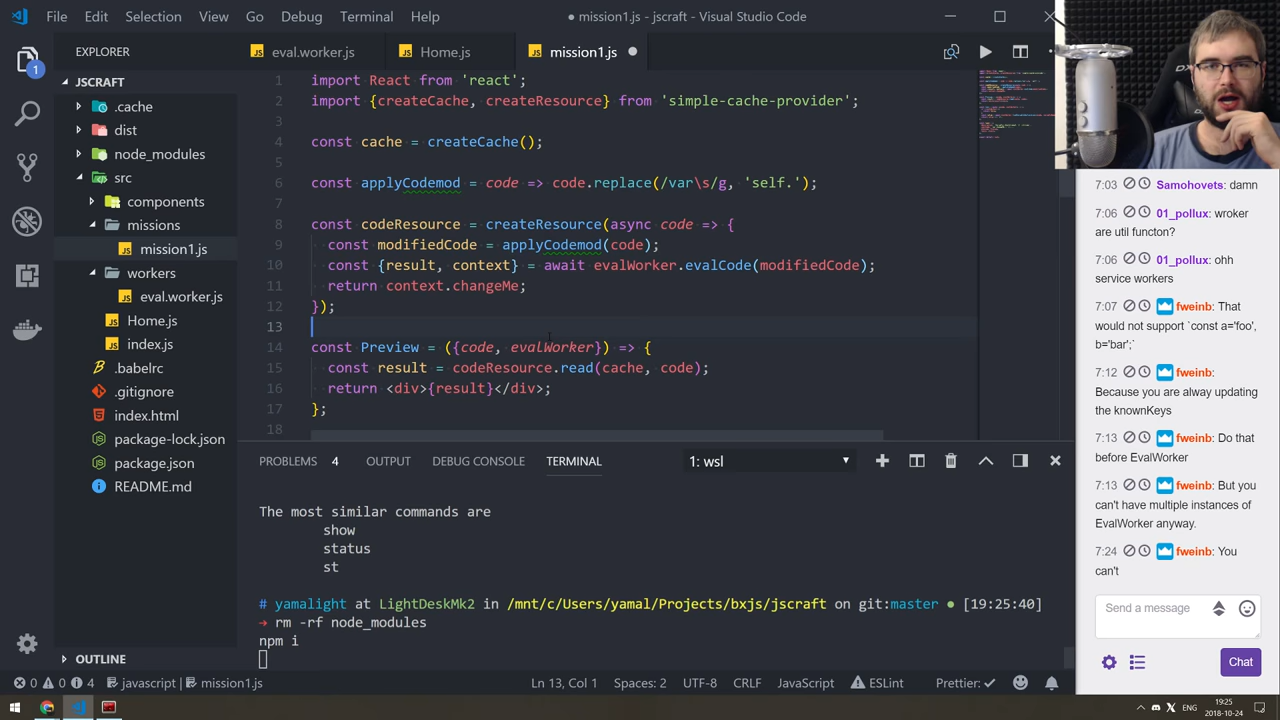 File Edit Selection View Go Debug Terminal Help
● mission1.js - jscraft - Visual Studio Code
EXPLORER
JSCRAFT
.cache
dist
node_modules
src
components
missions
mission1.js
workers
eval.worker.js
Home.js
index.js
.babelrc
.gitignore
index.html
package-lock.json
package.json
README.md
OUTLINE
1
JS eval.worker.js JS Home.js JS mission1.js ●
1 import React from 'react';
2 import {createCache, createResource} from 'simple-cache-provider';
3
4 const cache = createCache();
5
6 const applyCodemod = code => code.replace(/var\s/g, 'self.');
7
8 const codeResource = createResource(async code => {
9 const modifiedCode = applyCodemod(code);
10 const {result, context} = await evalWorker.evalCode(modifiedCode);
11 return context.changeMe;
12 });
13
14 const Preview = ({code, evalWorker}) => {
15 const result = codeResource.read(cache, code);
16 return <div>{result}</div>;
17 };
18
PROBLEMS 4 OUTPUT DEBUG CONSOLE TERMINAL 1: wsl
The most similar commands are
show
status
st
# yamalight at LightDeskMk2 in /mnt/c/Users/yamal/Projects/bxjs/jscraft on git:master ● [19:25:40]
→ rm -rf node_modules
npm i
0 0 4 javascript | mission1.js Ln 13, Col 1 Spaces: 2 UTF-8 CRLF JavaScript ESLint Prettier: ✓
7:03 Samohovets: damn
7:06 01_pollux: wroker
are util functon?
7:06 01_pollux: ohh
service workers
7:07 fweinb: That
would not support `const a='foo',
b='bar';`
7:12 fweinb:
Because you are alway updating
the knownKeys
7:13 fweinb: Do that
before EvalWorker
7:13 fweinb: But you
can't have multiple instances of
EvalWorker anyway.
7:24 fweinb: You
can't
Send a message
Chat
ENG
19:25
2018-10-24